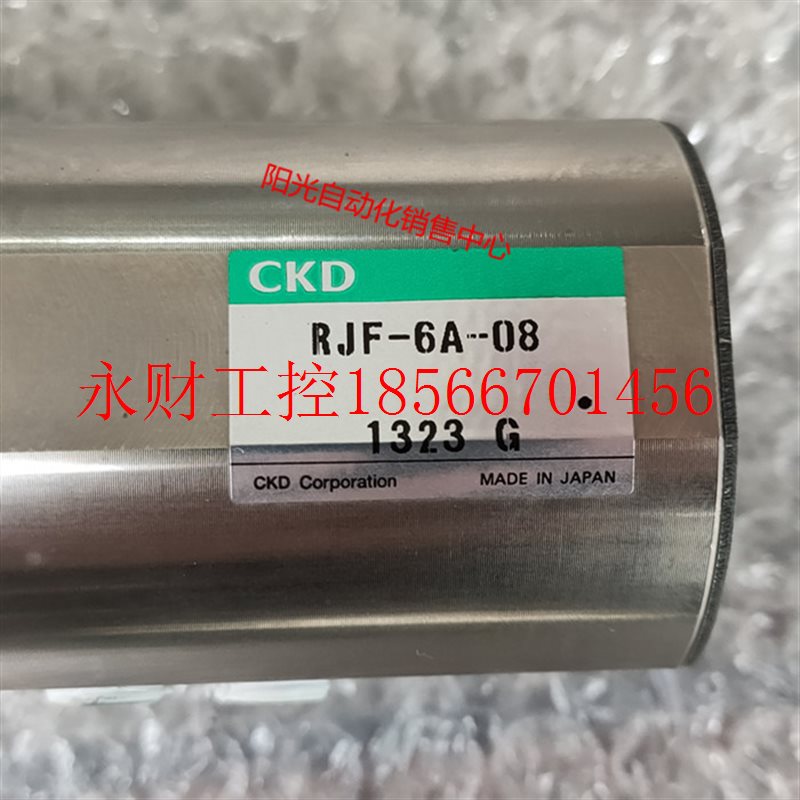 阳光自动化销售中心
CKD
RJF-6A-08
永财工控18566701456
1323 G
CKD Corporation MADE IN JAPAN